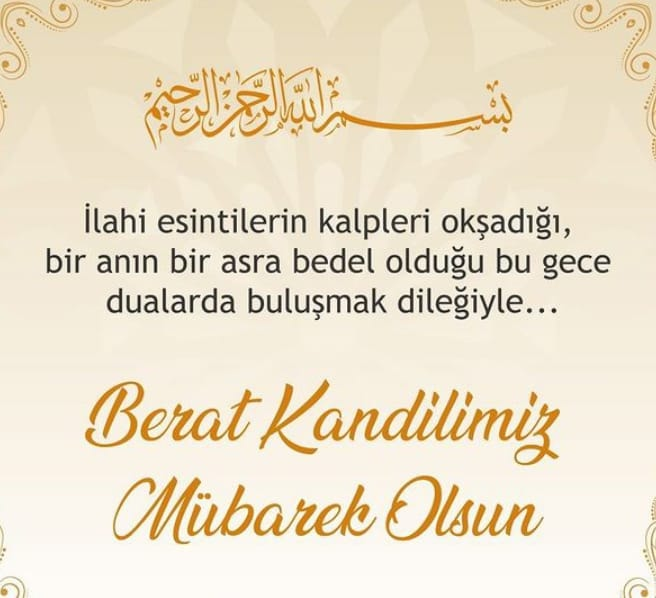 بسم الله الرحمن الرحيم
İlahi esintilerin kalpleri okşadığı,
bir anın bir asra bedel olduğu bu gece
dualarda buluşmak dileğiyle...
Berat Kandilimiz
Mübarek Olsun